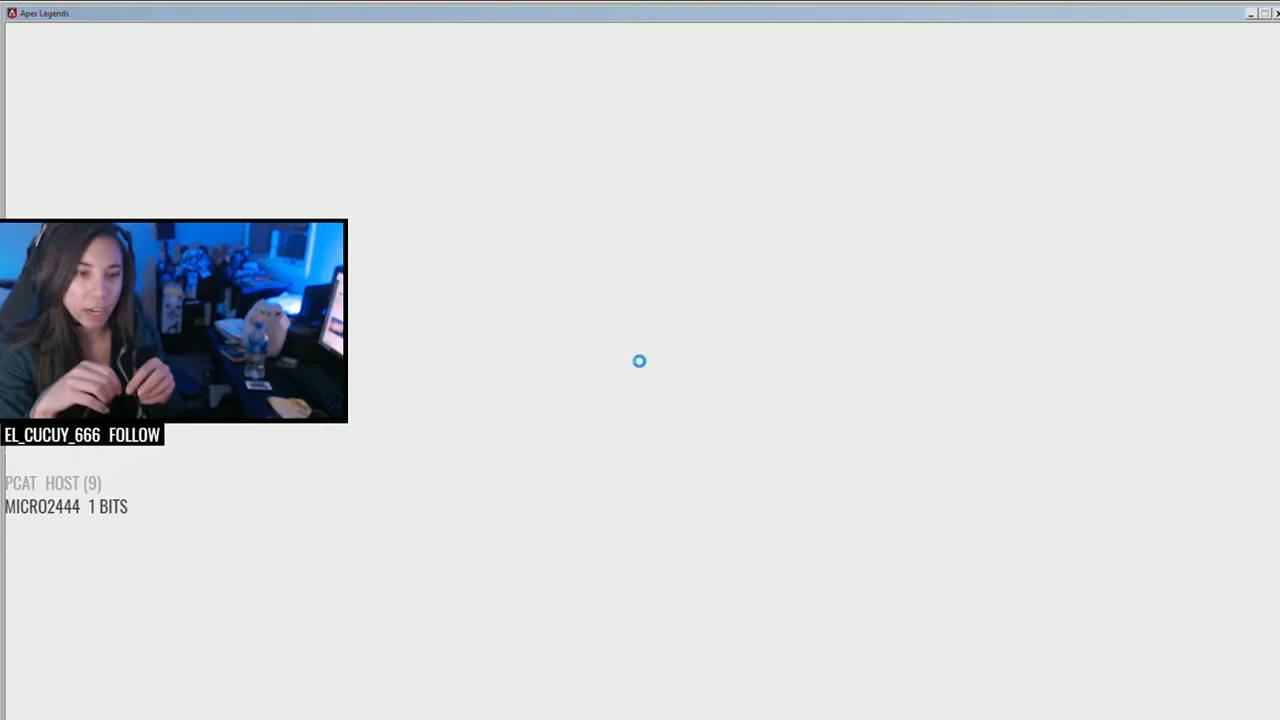 Apex Legends
EL_CUCUY_666 FOLLOW
PCAT HOST (9)
MICRO2444 1 BITS